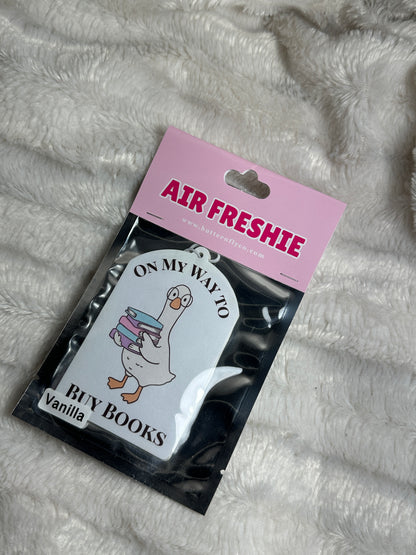 AIR FRESHIE
www.butterflyco.com
ON MY WAY TO
BUY BOOKS
Vanilla